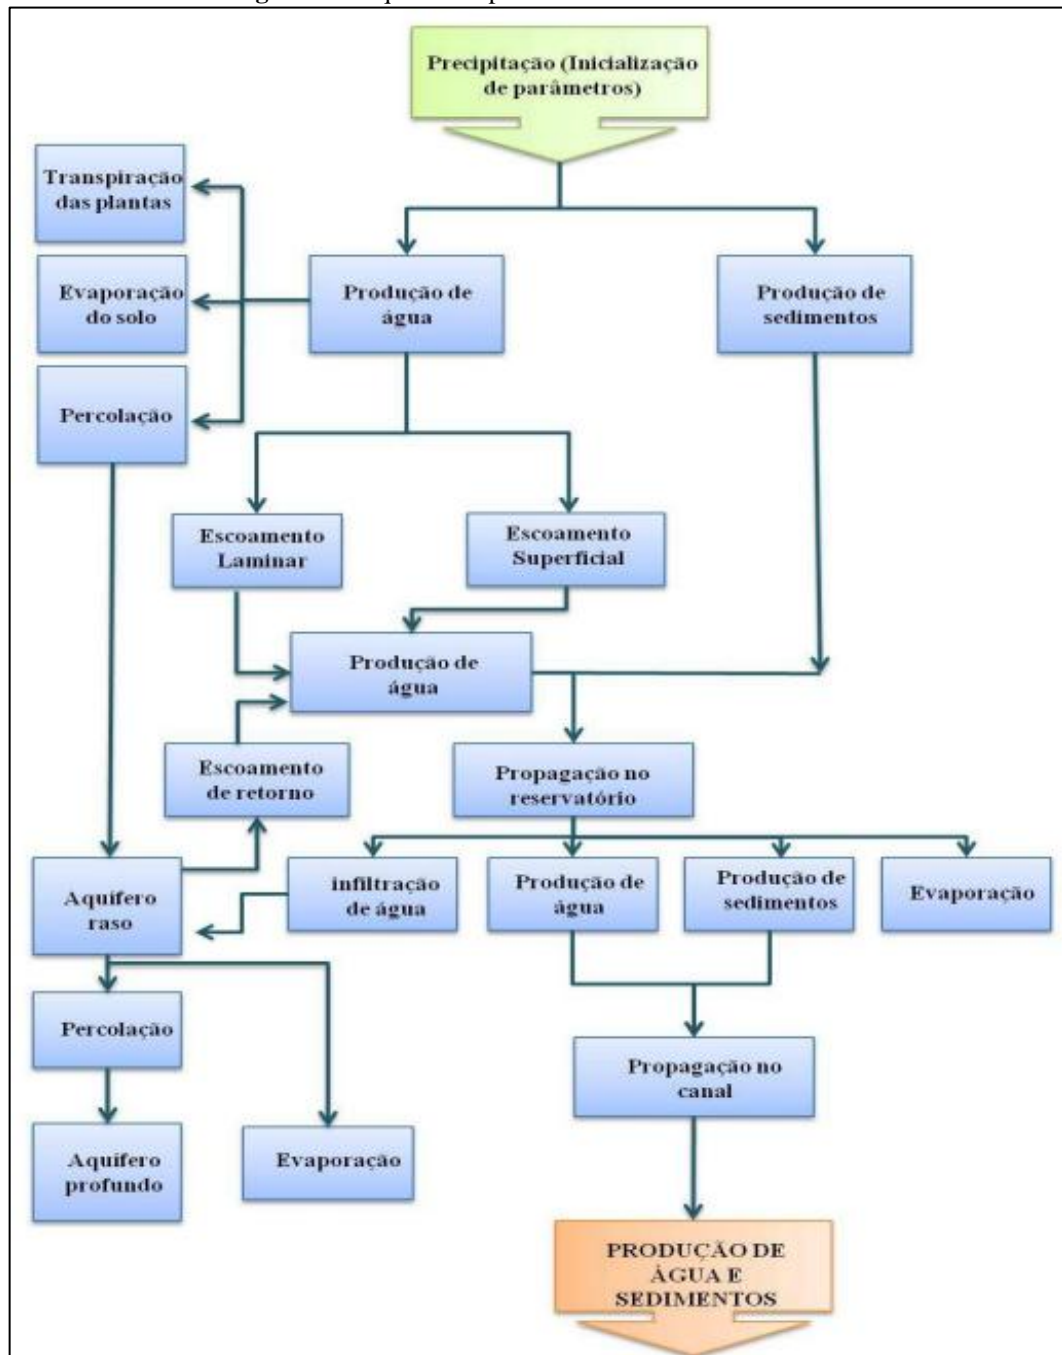 Precipitação (Inicialização
de parâmetros)
Transpiração
das plantas
Evaporação
do solo
Produção de
água
Produção de
sedimentos
Percolação
Escoamento
Laminar
Escoamento
Superficial
Produção de
água
Escoamento
de retorno
Propagação no
reservatório
Aquífero
raso
infiltração
de água
Produção de
água
Produção de
sedimentos
Evaporação
Percolação
Propagação no
canal
Aquífero
profundo
Evaporação
PRODUÇÃO DE
ÁGUA E
SEDIMENTOS